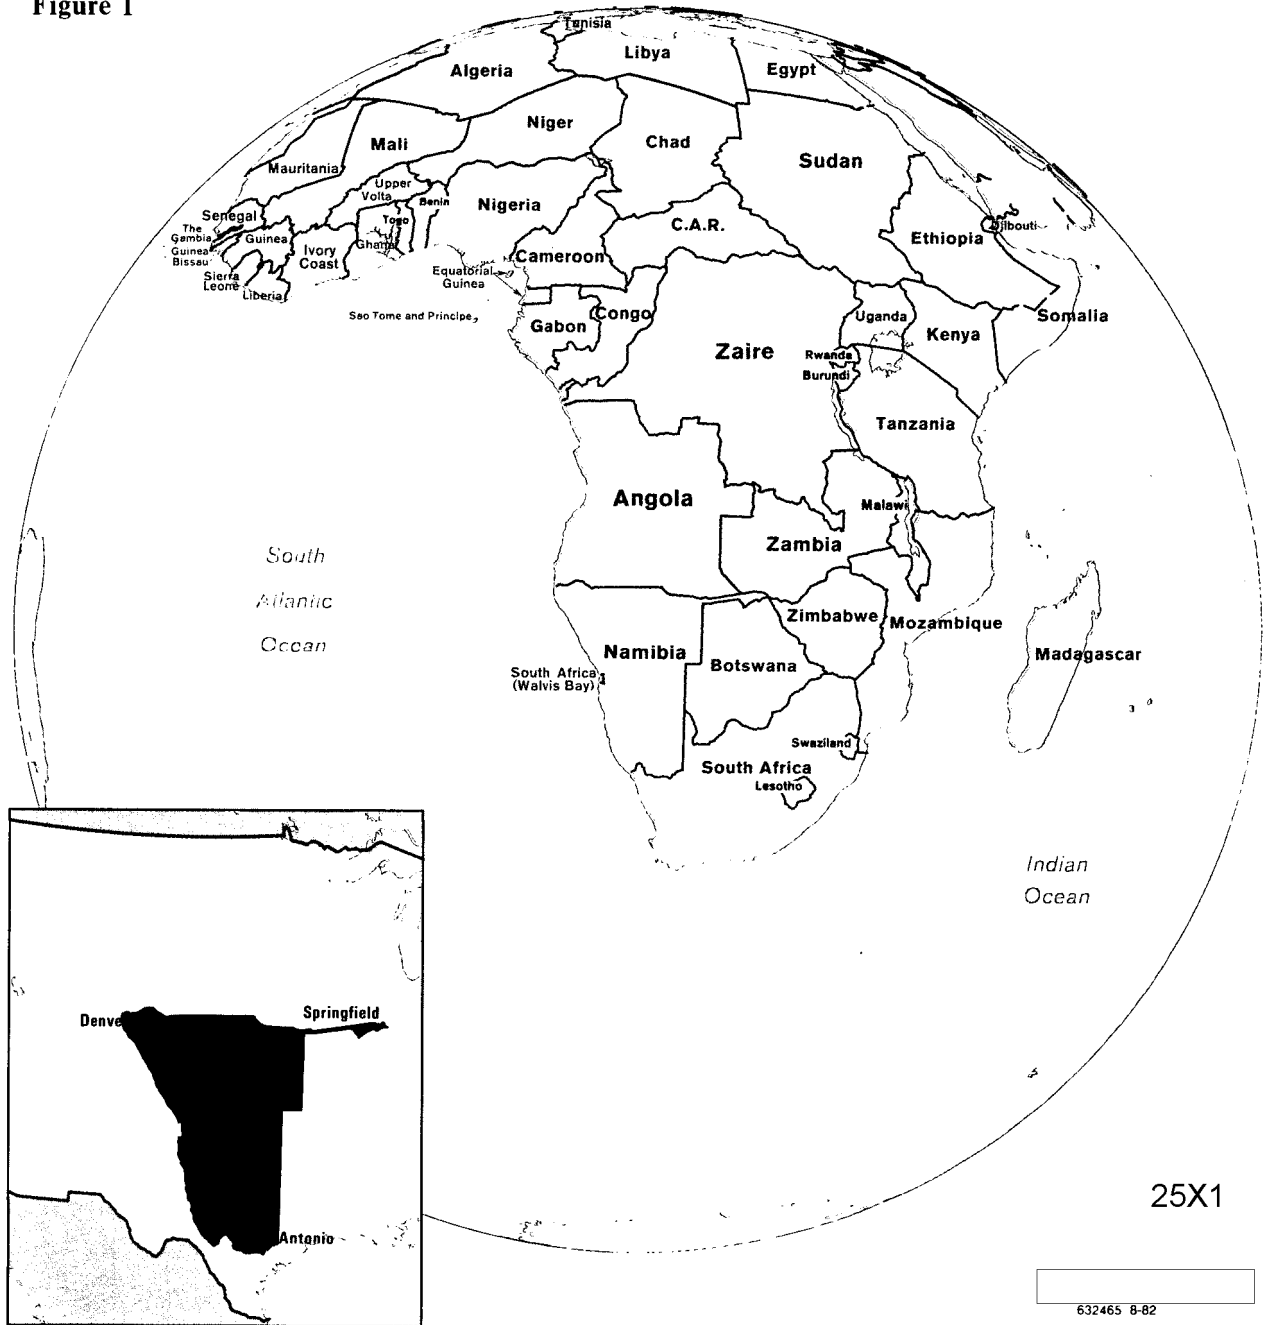 Figure 1
Tunisia
Libya
Egypt
Algeria
Niger
Chad
Mali
Sudan
Mauritania
Upper
Volta
Benin
Nigeria
Senegal
Togo
C.A.R.
Djibouti
The
Gambia
Guinea
Ghana
Ethiopia
Guinea
Bissau
Ivory
Coast
Cameroon
Sierra
Leone
Liberia
Equatorial
Guinea
Sao Tome and Principe
Congo
Gabon
Uganda
Kenya
Somalia
Zaire
Rwanda
Burundi
Tanzania
Angola
Malawi
Zambia
South
Atlantic
Ocean
Zimbabwe
Mozambique
Namibia
Botswana
Madagascar
South Africa
(Walvis Bay)
Swaziland
South Africa
Lesotho
Indian
Ocean
Denve
Springfield
Antonio
25X1
632465 8-82